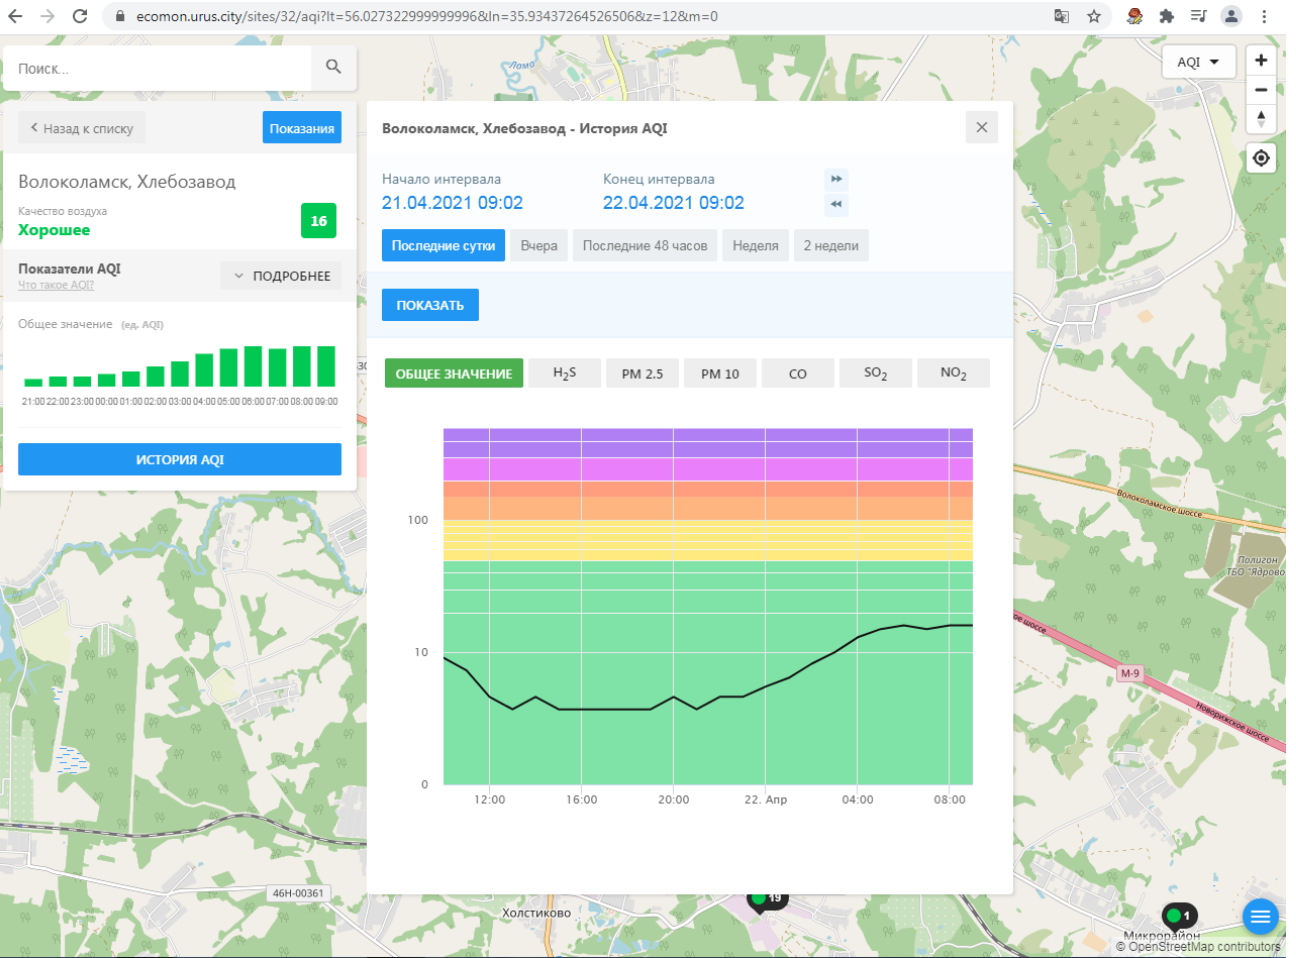 ecomon.urus.city/sites/32/aqi?lt=56.027322999999996&ln=35.93437264526506&z=12&m=0
Поиск...
AQI
Лама
Назад к списку
Показания
Волоколамск, Хлебозавод
Качество воздуха
Хорошее
16
Показатели AQI
Что такое AQI?
ПОДРОБНЕЕ
Общее значение (ед. AQI)
21:00 22:00 23:00 00:00 01:00 02:00 03:00 04:00 05:00 06:00 07:00 08:00 09:00
ИСТОРИЯ AQI
Волоколамск, Хлебозавод - История AQI
Начало интервала
21.04.2021 09:02
Конец интервала
22.04.2021 09:02
Последние сутки
Вчера
Последние 48 часов
Неделя
2 недели
ПОКАЗАТЬ
ОБЩЕЕ ЗНАЧЕНИЕ
H2S
PM 2.5
PM 10
CO
SO2
NO2
100
10
0
12:00
16:00
20:00
22. Апр
04:00
08:00
Волоколамское шоссе
Полигон
ТБО "Ядрово
ое шоссе
М-9
Новорижское шоссе
46Н-00361
Холстиково
19
1
Микрорайон
© OpenStreetMap contributors